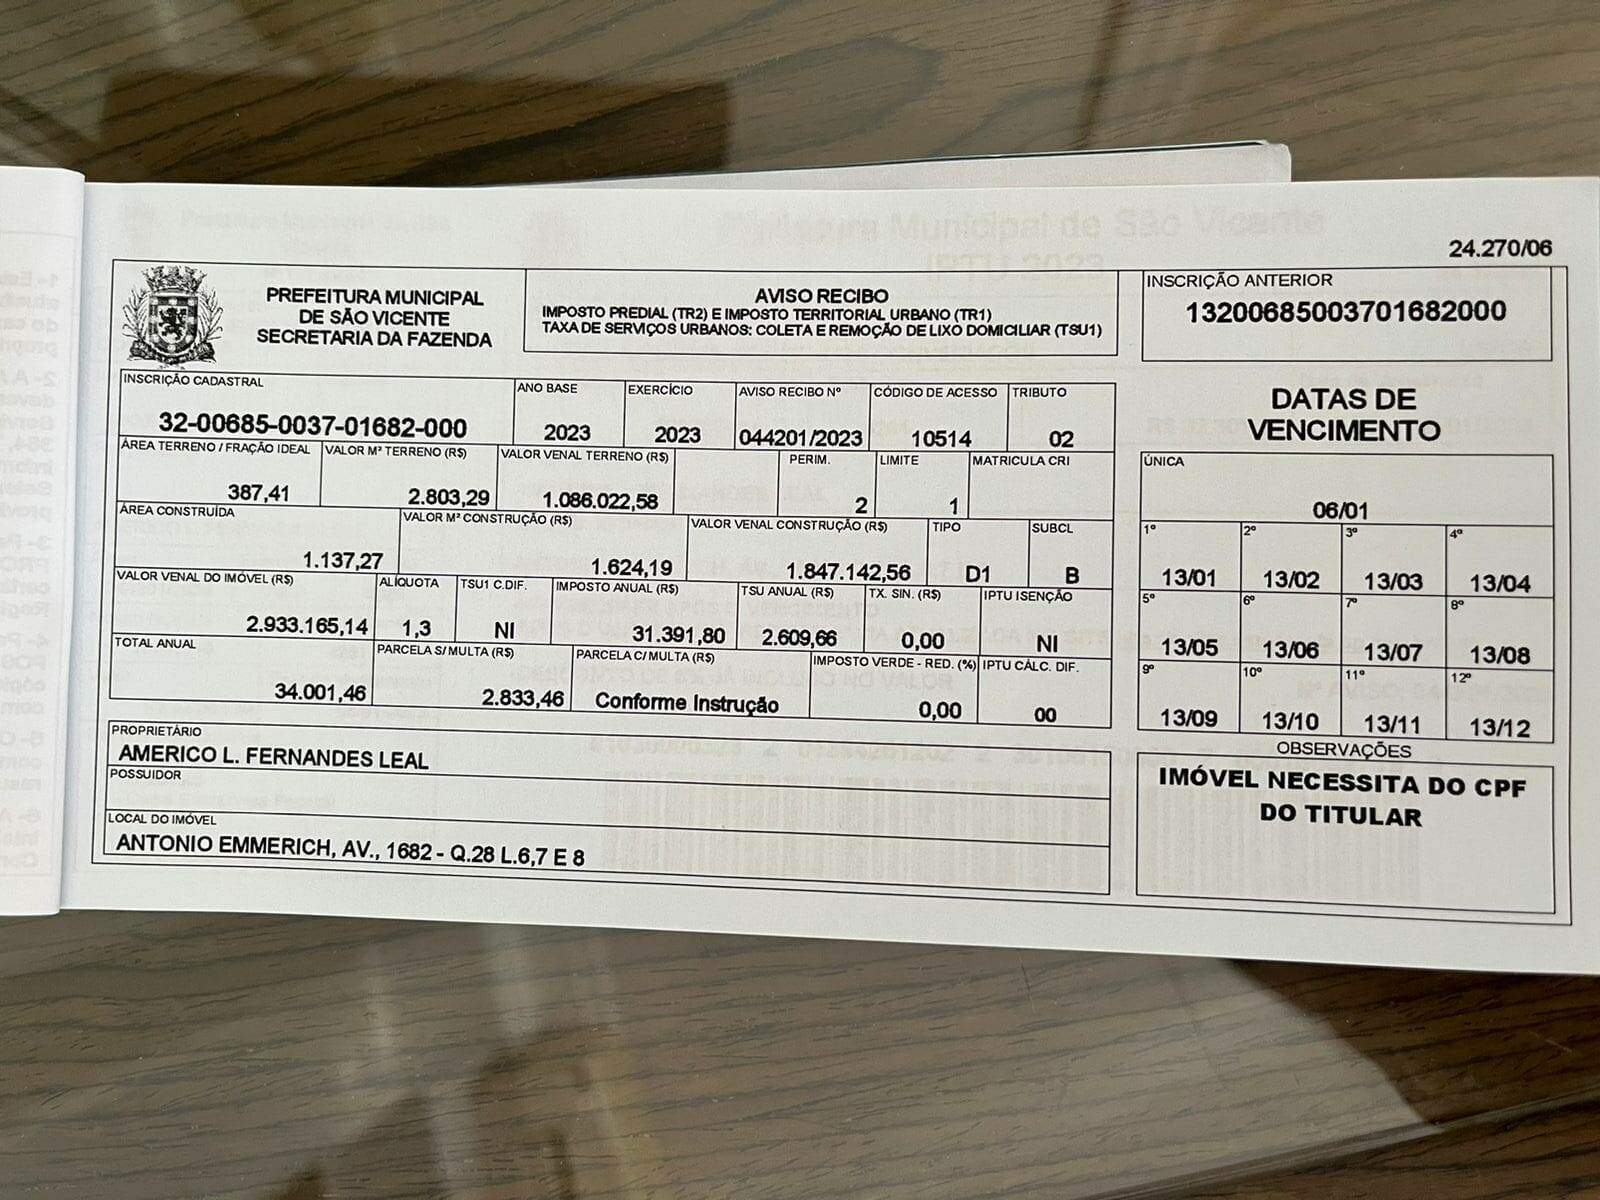 24.270/06
PREFEITURA MUNICIPAL
DE SÃO VICENTE
SECRETARIA DA FAZENDA
AVISO RECIBO
IMPOSTO PREDIAL (TR2) E IMPOSTO TERRITORIAL URBANO (TR1)
TAXA DE SERVIÇOS URBANOS: COLETA E REMOÇÃO DE LIXO DOMICILIAR (TSU1)
INSCRIÇÃO ANTERIOR
13200685003701682000
INSCRIÇÃO CADASTRAL
32-00685-0037-01682-000
ANO BASE
2023
EXERCÍCIO
2023
AVISO RECIBO Nº
044201/2023
CÓDIGO DE ACESSO
10514
TRIBUTO
02
ÁREA TERRENO / FRAÇÃO IDEAL
387,41
VALOR M² TERRENO (R$)
2.803,29
VALOR VENAL TERRENO (R$)
1.086.022,58
PERIM.
2
LIMITE
1
MATRICULA CRI
ÁREA CONSTRUÍDA
1.137,27
VALOR M² CONSTRUÇÃO (R$)
1.624,19
VALOR VENAL CONSTRUÇÃO (R$)
1.847.142,56
TIPO
D1
SUBCL
B
VALOR VENAL DO IMÓVEL (R$)
2.933.165,14
ALÍQUOTA
1,3
TSU1 C.DIF.
NI
IMPOSTO ANUAL (R$)
31.391,80
TSU ANUAL (R$)
2.609,66
TX. SIN. (R$)
0,00
IPTU ISENÇÃO
NI
TOTAL ANUAL
34.001,46
PARCELA S/MULTA (R$)
2.833,46
PARCELA C/MULTA (R$)
Conforme Instrução
IMPOSTO VERDE - RED. (%)
0,00
IPTU CÁLC. DIF.
00
PROPRIETÁRIO
AMERICO L. FERNANDES LEAL
POSSUIDOR
LOCAL DO IMÓVEL
ANTONIO EMMERICH, AV., 1682 - Q.28 L.6,7 E 8
DATAS DE
VENCIMENTO
ÚNICA
06/01
1º 2º 3º 4º
13/01 13/02 13/03 13/04
5º 6º 7º 8º
13/05 13/06 13/07 13/08
9º 10º 11º 12º
13/09 13/10 13/11 13/12
OBSERVAÇÕES
IMÓVEL NECESSITA DO CPF
DO TITULAR